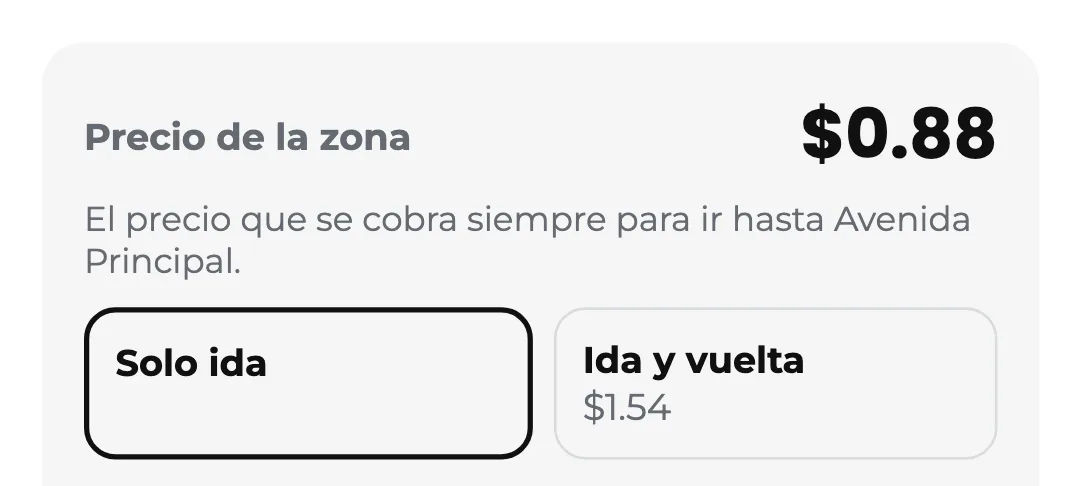 Precio de la zona
$0.88
El precio que se cobra siempre para ir hasta Avenida
Principal.
Solo ida
Ida y vuelta
$1.54